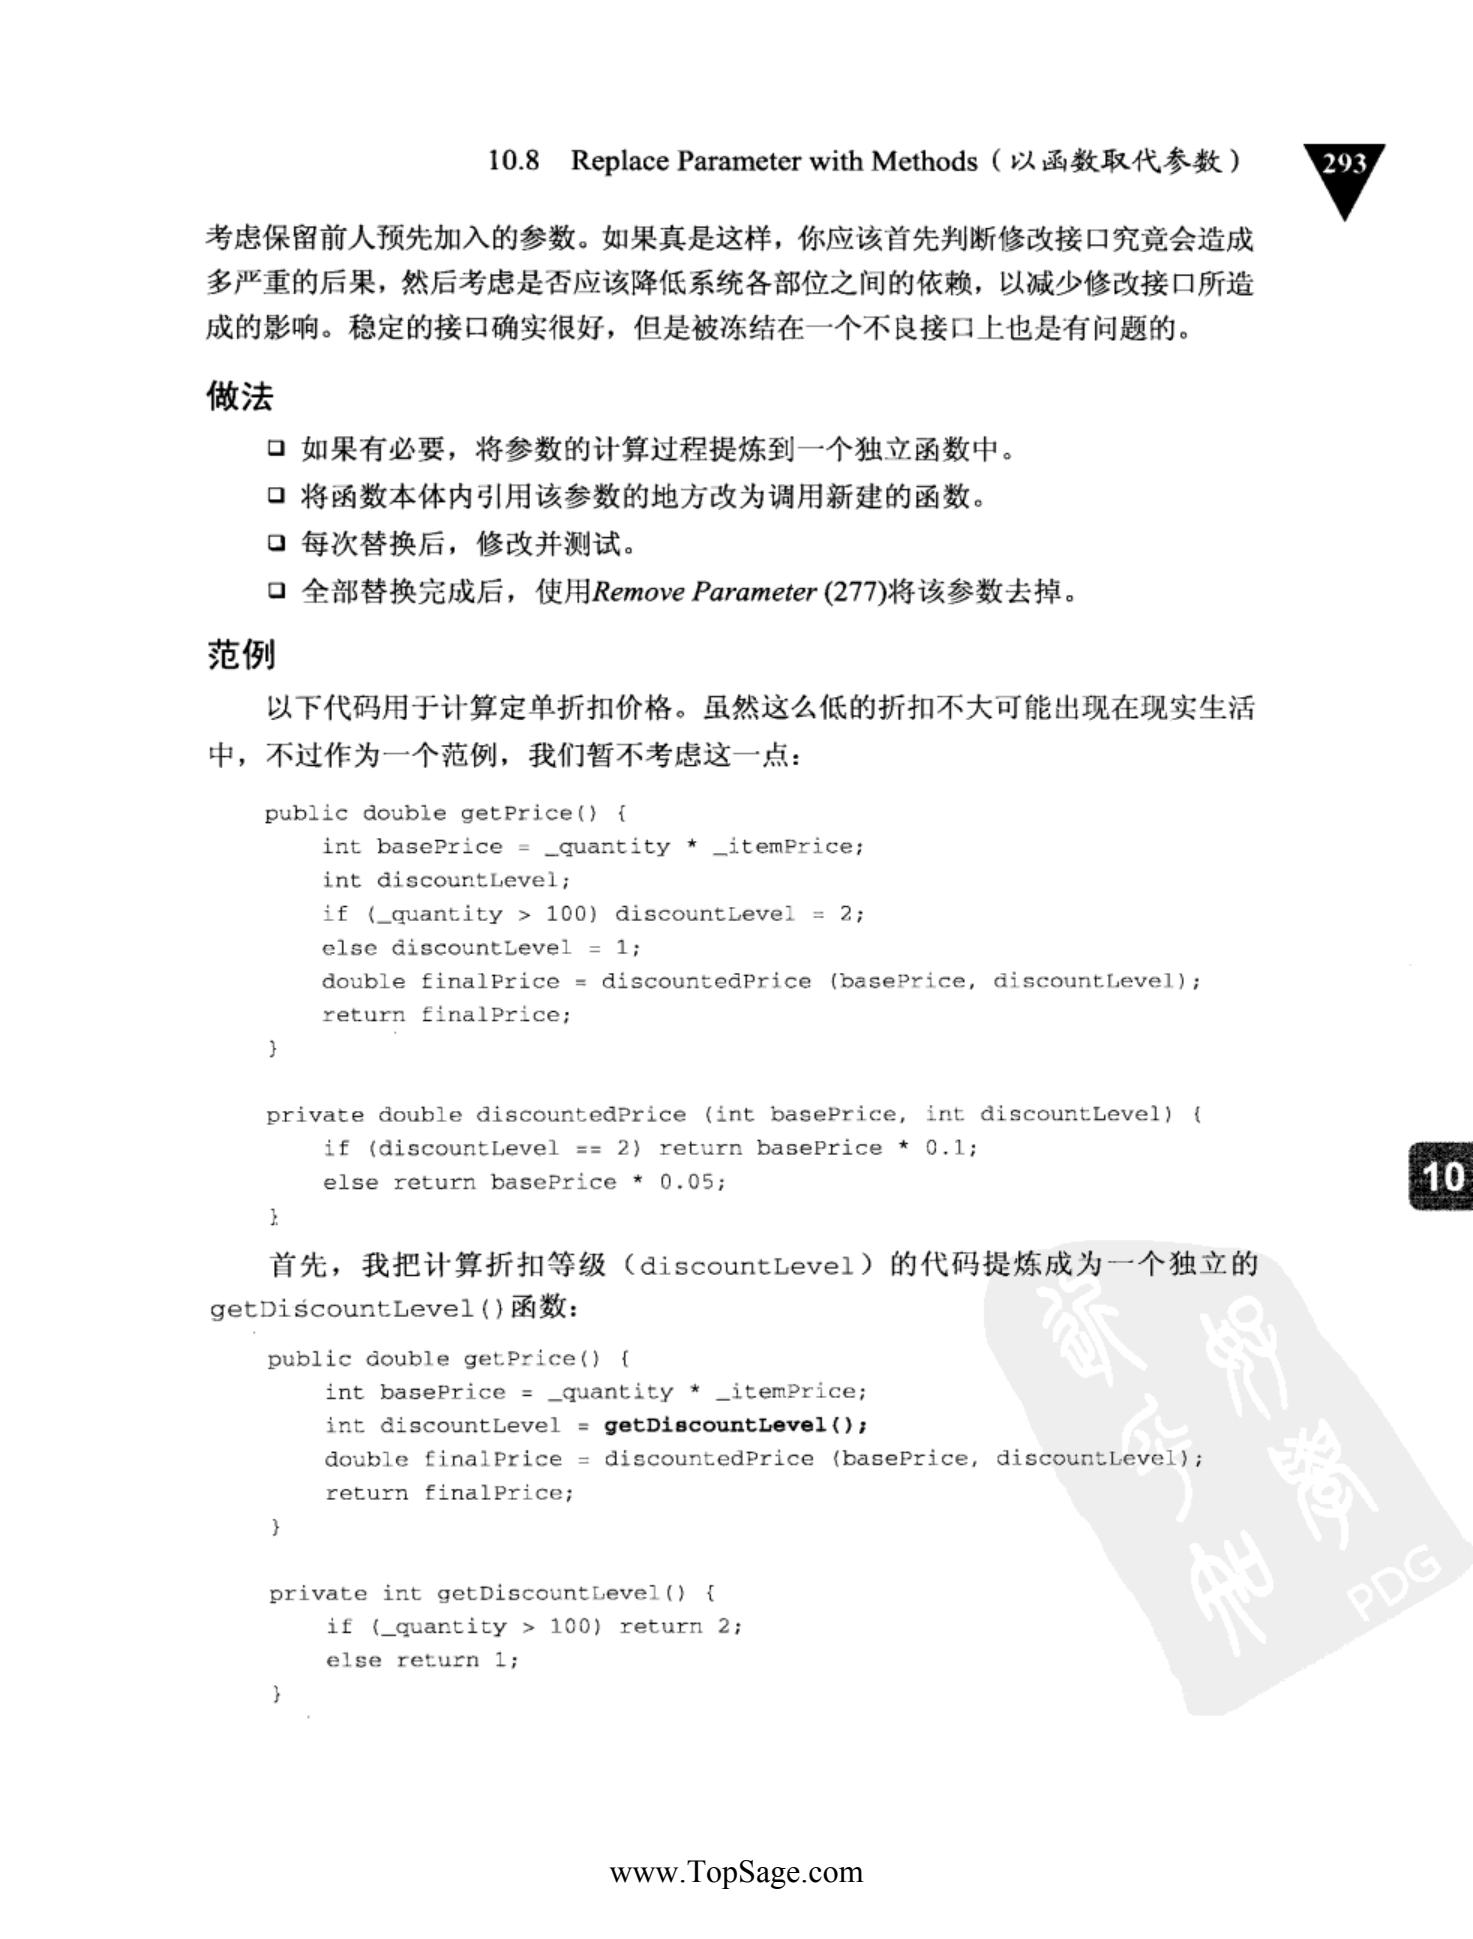 10.8 Replace Parameter with Methods（以函数取代参数）
293
考虑保留前人预先加入的参数。如果真是这样，你应该首先判断修改接口究竟会造成
多严重的后果，然后考虑是否应该降低系统各部位之间的依赖，以减少修改接口所造
成的影响。稳定的接口确实很好，但是被冻结在一个不良接口上也是有问题的。
做法
❑ 如果有必要，将参数的计算过程提炼到一个独立函数中。
❑ 将函数本体内引用该参数的地方改为调用新建的函数。
❑ 每次替换后，修改并测试。
❑ 全部替换完成后，使用Remove Parameter (277)将该参数去掉。
范例
以下代码用于计算定单折扣价格。虽然这么低的折扣不大可能出现在现实生活
中，不过作为一个范例，我们暂不考虑这一点：
public double getPrice() {
int basePrice = _quantity * _itemPrice;
int discountLevel;
if (_quantity > 100) discountLevel = 2;
else discountLevel = 1;
double finalPrice = discountedPrice (basePrice, discountLevel);
return finalPrice;
}
private double discountedPrice (int basePrice, int discountLevel) {
if (discountLevel == 2) return basePrice * 0.1;
else return basePrice * 0.05;
}
10
首先，我把计算折扣等级（discountLevel）的代码提炼成为一个独立的
getDiscountLevel()函数：
public double getPrice() {
int basePrice = _quantity * _itemPrice;
int discountLevel = getDiscountLevel();
double finalPrice = discountedPrice (basePrice, discountLevel);
return finalPrice;
}
private int getDiscountLevel() {
if (_quantity > 100) return 2;
else return 1;
}
PDG
www.TopSage.com